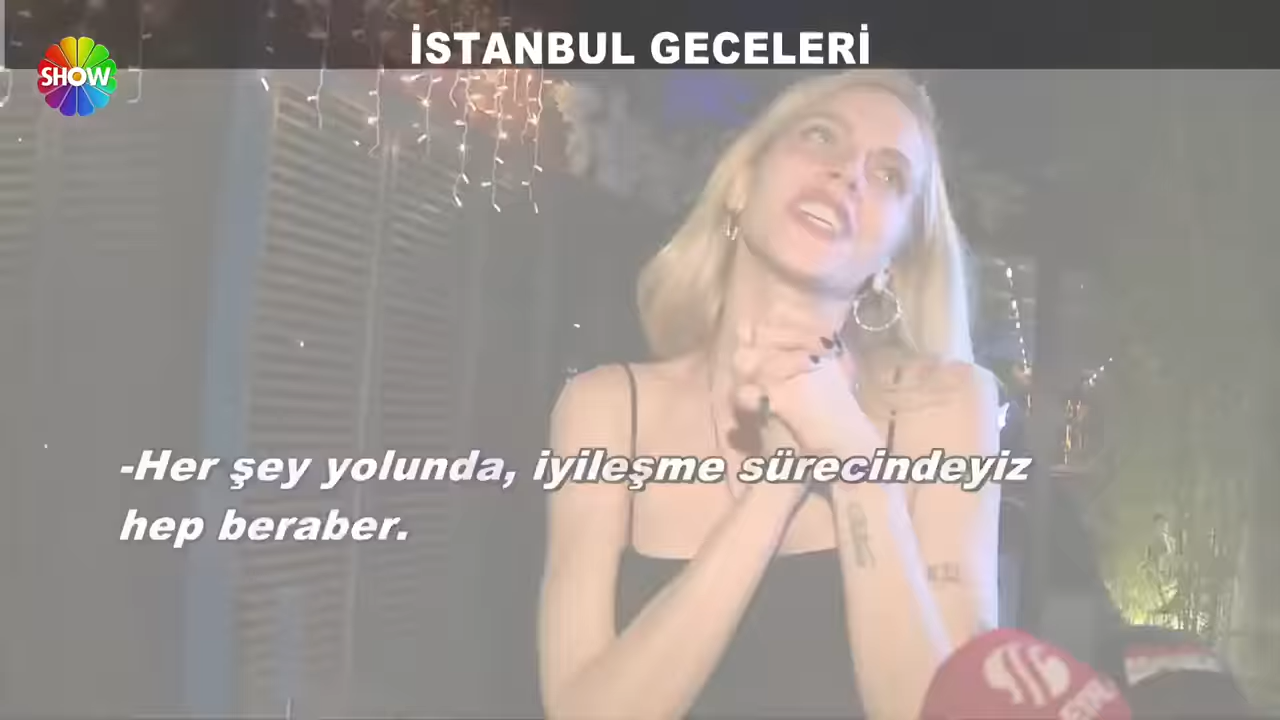 İSTANBUL GECELERİ
SHOW
-Her şey yolunda, iyileşme sürecindeyiz
hep beraber.